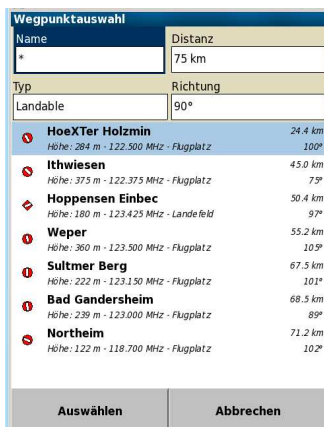 Wegpunktauswahl
Name
Distanz
*
75 km
Typ
Richtung
Landable
90°
HoeXTer Holzmin
24.4 km
Höhe: 284 m - 122.500 MHz - Flugplatz
100°
Ithwiesen
45.0 km
Höhe: 375 m - 122.375 MHz - Flugplatz
75°
Hoppensen Einbec
50.4 km
Höhe: 180 m - 123.425 MHz - Landefeld
97°
Weper
55.2 km
Höhe: 360 m - 123.500 MHz - Flugplatz
105°
Sultmer Berg
67.5 km
Höhe: 222 m - 123.150 MHz - Flugplatz
101°
Bad Gandersheim
68.5 km
Höhe: 239 m - 123.000 MHz - Flugplatz
89°
Northeim
71.2 km
Höhe: 122 m - 118.700 MHz - Flugplatz
102°
Auswählen
Abbrechen